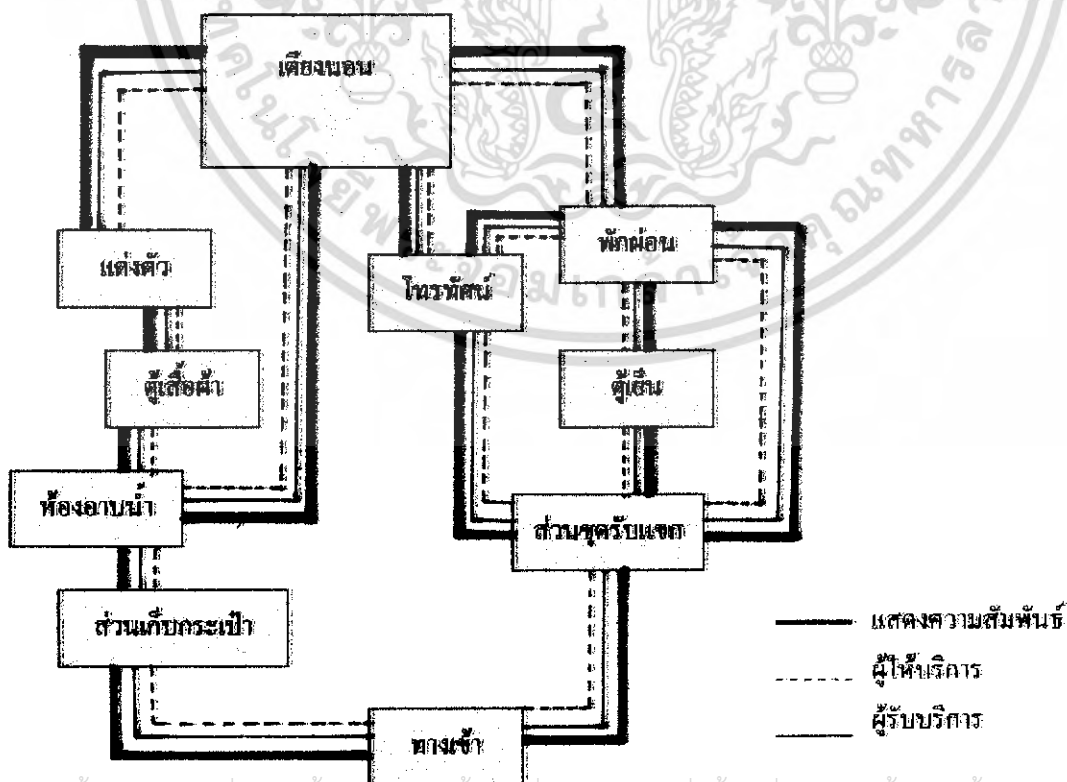 เตียงนอน
แต่งตัว
พักผ่อน
โทรทัศน์
ตู้เสื้อผ้า
ตู้เย็น
ห้องอาบน้ำ
ส่วนชุดรับแขก
ส่วนเก็บกระเป๋า
ทางเข้า
แสดงความสัมพันธ์
ผู้ให้บริการ
ผู้รับบริการ